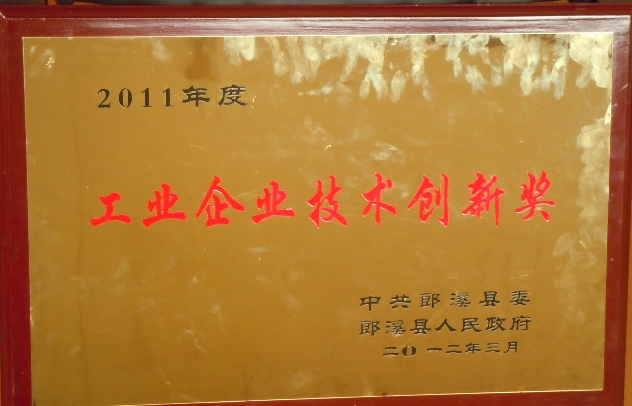 2011年度
工业企业技术创新奖
中共郎溪县委
郎溪县人民政府
二0一二年三月